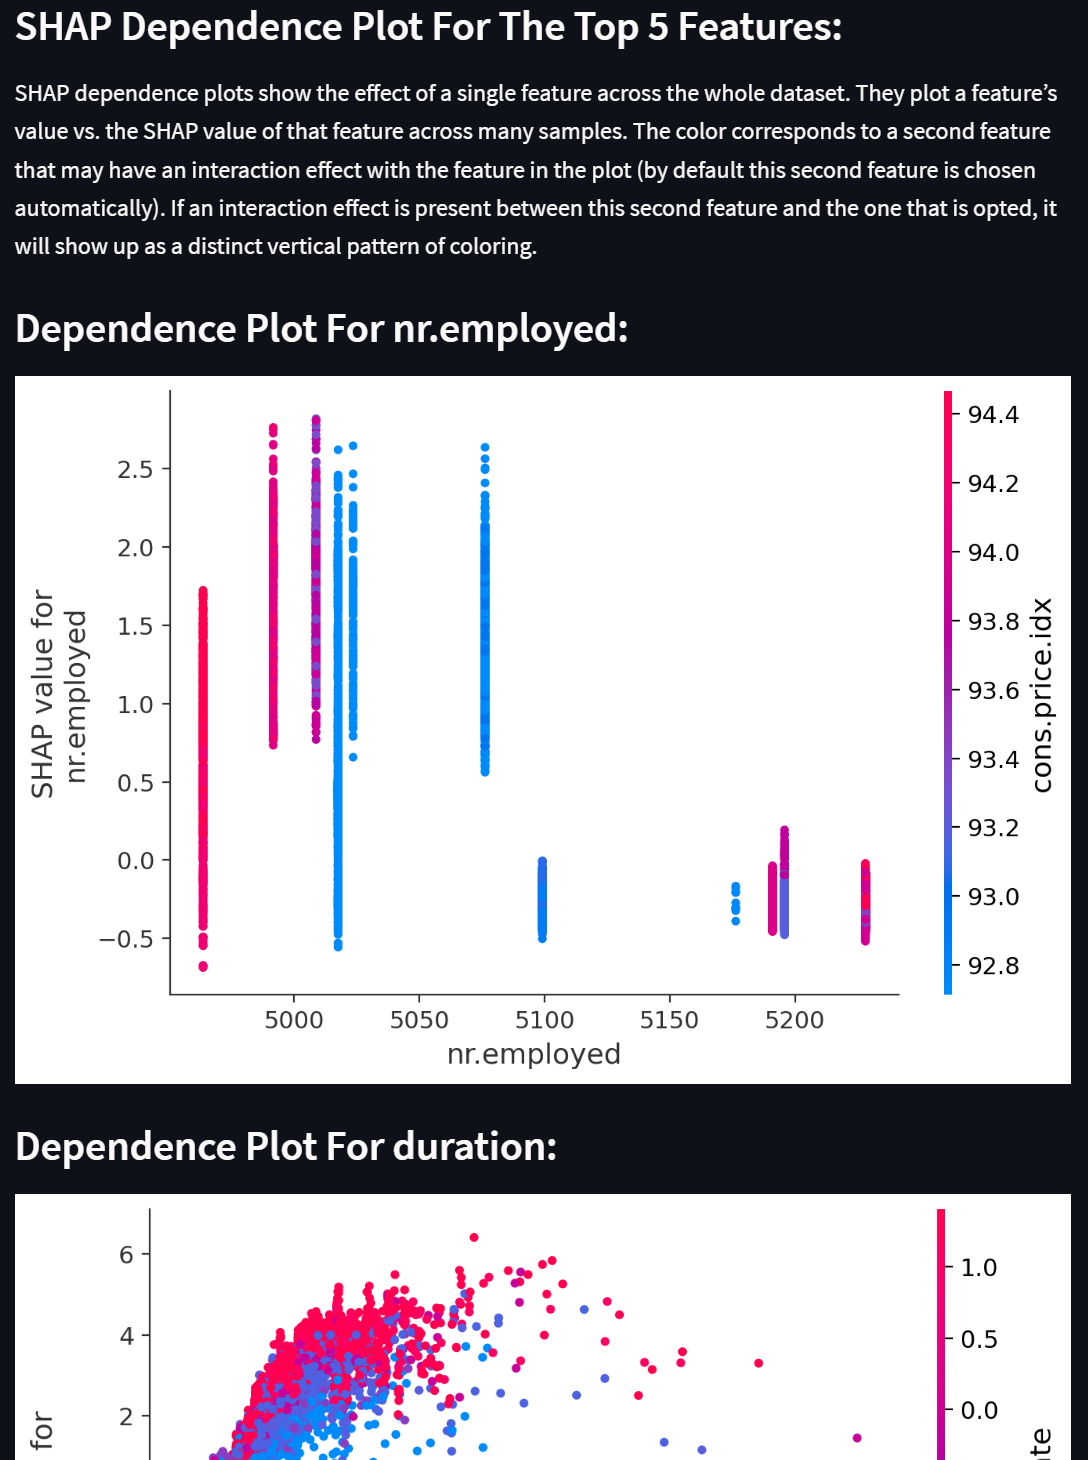 SHAP Dependence Plot For The Top 5 Features:
SHAP dependence plots show the effect of a single feature across the whole dataset. They plot a feature’s
value vs. the SHAP value of that feature across many samples. The color corresponds to a second feature
that may have an interaction effect with the feature in the plot (by default this second feature is chosen
automatically). If an interaction effect is present between this second feature and the one that is opted, it
will show up as a distinct vertical pattern of coloring.
Dependence Plot For nr.employed:
SHAP value for
nr.employed
2.5
2.0
1.5
1.0
0.5
0.0
−0.5
5000 5050 5100 5150 5200
nr.employed
94.4
94.2
94.0
93.8
93.6
93.4
93.2
93.0
92.8
cons.price.idx
Dependence Plot For duration:
for
6
4
2
1.0
0.5
0.0